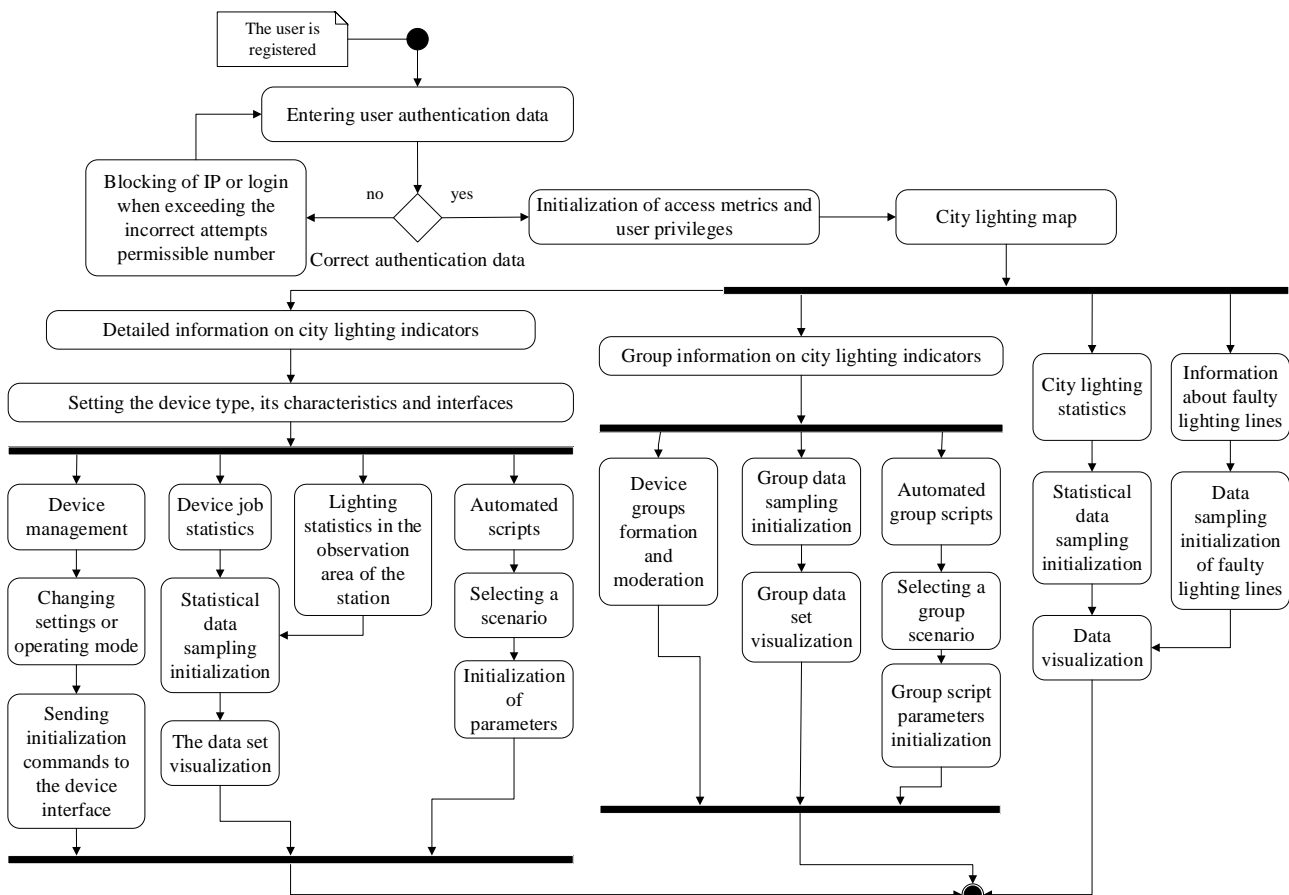 The user is
registered
Entering user authentication data
Blocking of IP or login
when exceeding the
incorrect attempts
permissible number
no
yes
Correct authentication data
Initialization of access metrics and
user privileges
City lighting map
Detailed information on city lighting indicators
Setting the device type, its characteristics and interfaces
Group information on city lighting indicators
City lighting
statistics
Information
about faulty
lighting lines
Device
management
Device job
statistics
Lighting
statistics in the
observation
area of the
station
Automated
scripts
Device
groups
formation
and
moderation
Group data
sampling
initialization
Automated
group scripts
Statistical
data
sampling
initialization
Data
sampling
initialization
of faulty
lighting lines
Changing
settings or
operating mode
Statistical
data
sampling
initialization
Selecting a
scenario
Group data
set
visualization
Selecting a
group
scenario
Data
visualization
Sending
initialization
commands to
the device
interface
The data set
visualization
Initialization
of
parameters
Group script
parameters
initialization